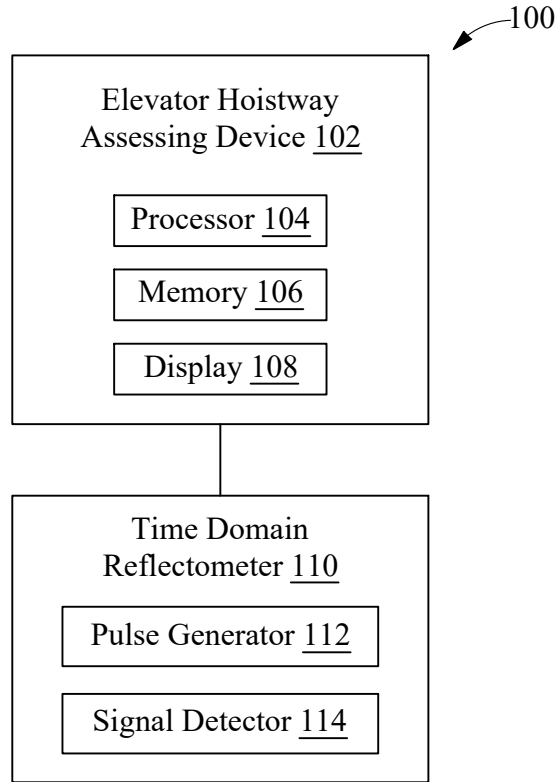 100
Elevator Hoistway
Assessing Device 102
Processor 104
Memory 106
Display 108
Time Domain
Reflectometer 110
Pulse Generator 112
Signal Detector 114